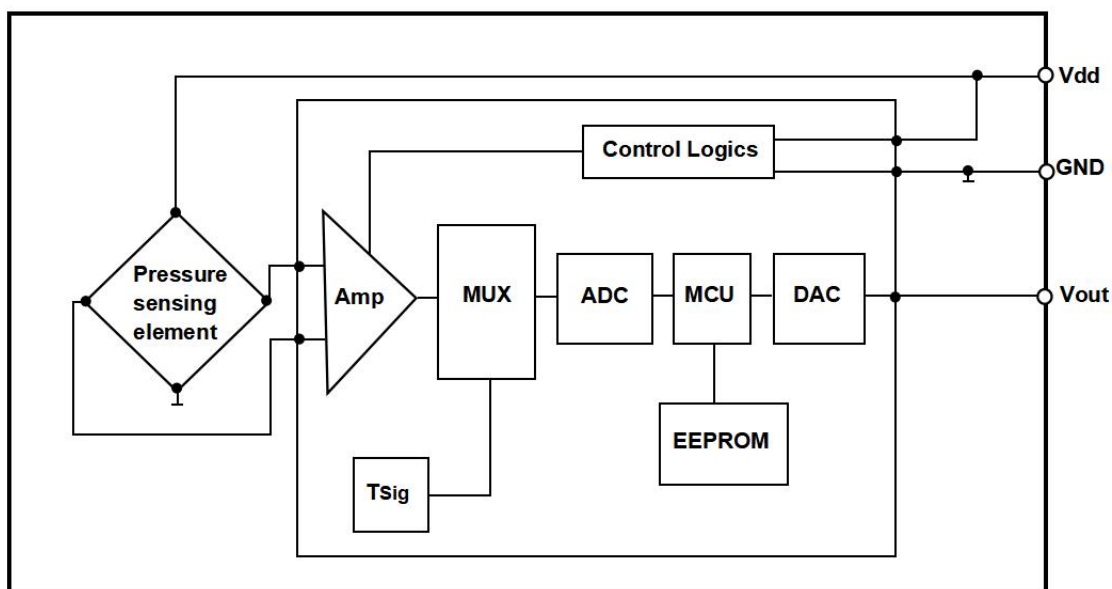 Vdd
Control Logics
GND
Pressure
sensing
element
Amp
MUX
ADC
MCU
DAC
Vout
EEPROM
Tsig